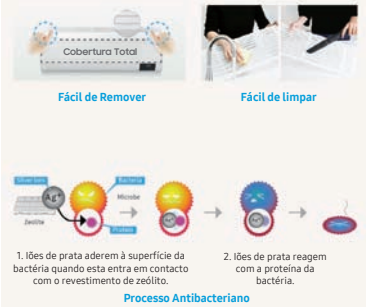 Cobertura Total
Fácil de Remover
Fácil de limpar
Silverion
Bacteria
Ag+
Microbe
Zeolite
Protein
1. Iões de prata aderem à superfície da
bactéria quando esta entra em contacto
com o revestimento de zeólito.
2. Iões de prata reagem
com a proteína da
bactéria.
Processo Antibacteriano